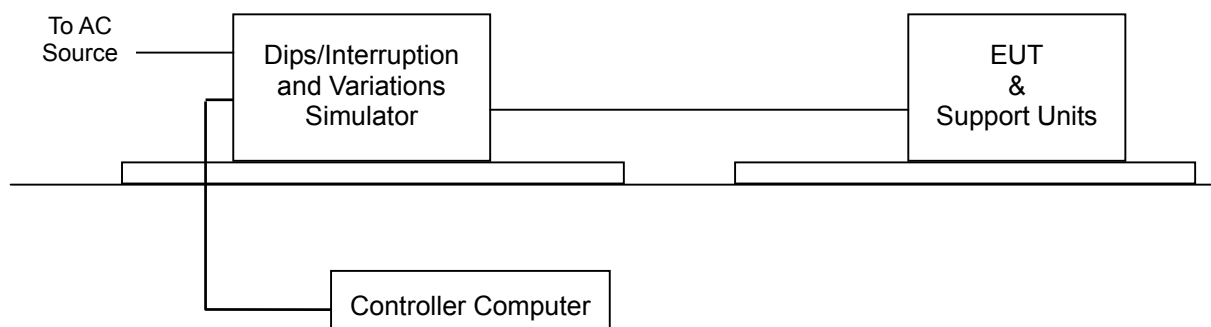 To AC
Source
Dips/Interruption
and Variations
Simulator
EUT
&
Support Units
Controller Computer